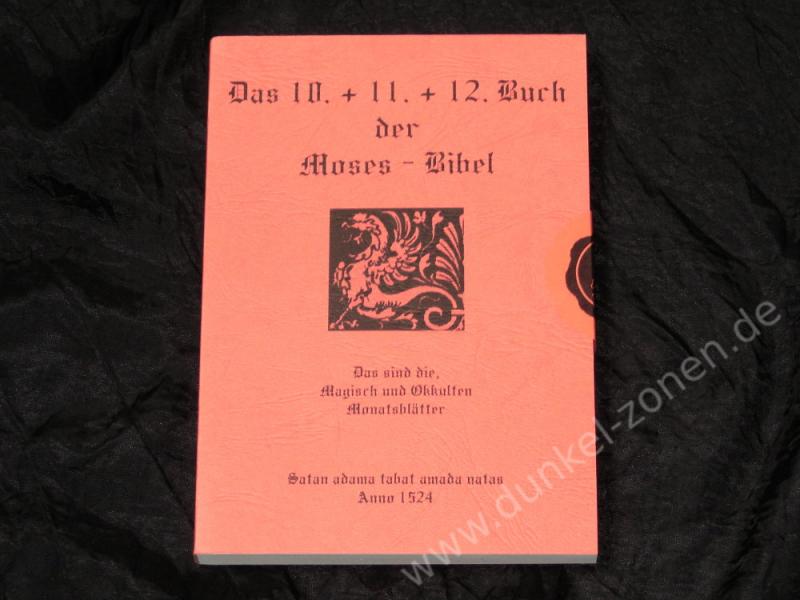 Das 10. + 11. + 12. Buch
der
Moses - Bibel
Das sind die,
Magisch und Okkulten
Monatsblätter
Satan adama tabat amada natas
Anno 1524
www.dunkel-zonen.de